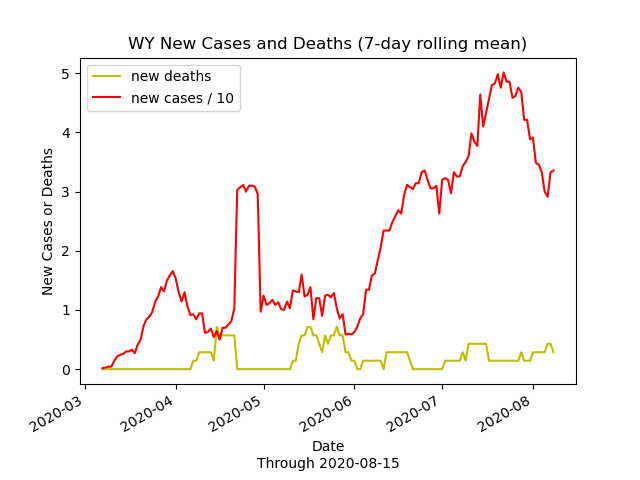 WY New Cases and Deaths (7-day rolling mean)
new deaths
new cases / 10
New Cases or Deaths
5
4
3
2
1
0
2020-03
2020-04
2020-05
2020-06
2020-07
2020-08
Date
Through 2020-08-15